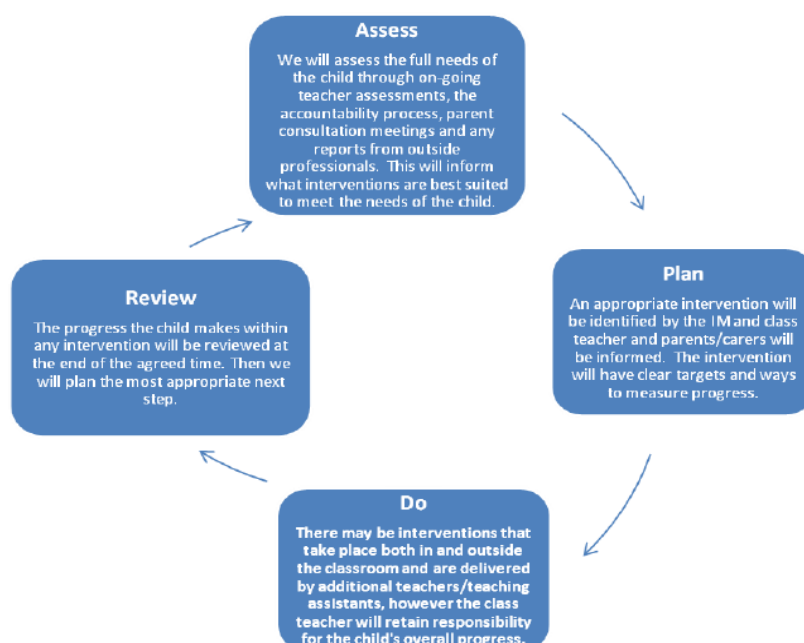 Assess
We will assess the full needs of
the child through on-going
teacher assessments, the
accountability process, parent
consultation meetings and any
reports from outside
professionals. This will inform
what interventions are best suited
to meet the needs of the child.
Plan
An appropriate intervention will
be identified by the IM and class
teacher and parents/carers will
be informed. The intervention
will have clear targets and ways
to measure progress.
Do
There may be interventions that
take place both in and outside
the classroom and are delivered
by additional teachers/teaching
assistants, however the class
teacher will retain responsibility
for the child's overall progress.
Review
The progress the child makes within
any intervention will be reviewed at
the end of the agreed time. Then we
will plan the most appropriate next
step.